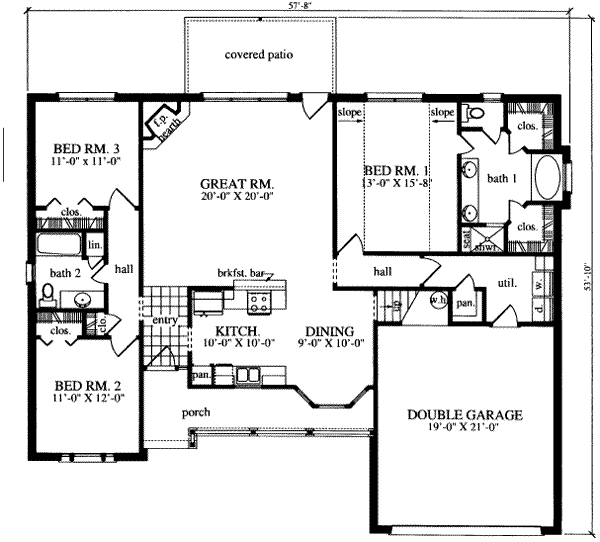 57'-8"
covered patio
f.p.
hearth
slope
slope
clos.
BED RM. 3
11'-0" x 11'-0"
BED RM. 1
13'-0" X 15'-8"
bath 1
GREAT RM.
20'-0" X 20'-0"
clos.
clos.
seat
shwr
lin.
bath 2
hall
brkfst. bar
hall
util.
w.
d.
53'-10"
clos.
clo.
entry
KITCH.
10'-0" X 10'-0"
DINING
9'-0" X 10'-0"
up
w.h.
pan.
pan.
BED RM. 2
11'-0" X 12'-0"
porch
DOUBLE GARAGE
19'-0" X 21'-0"